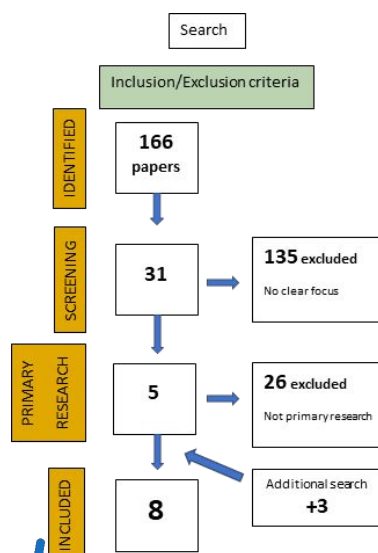 Search
Inclusion/Exclusion criteria
IDENTIFIED
166
papers
SCREENING
31
135 excluded
No clear focus
PRIMARY
RESEARCH
5
26 excluded
Not primary research
Additional search
+3
INCLUDED
8